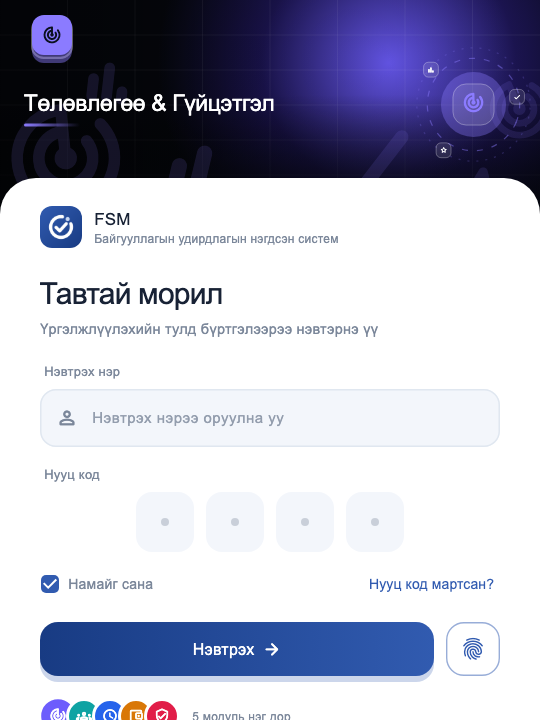 Төлөвлөгөө & Гүйцэтгэл
FSM
Байгууллагын удирдлагын нэгдсэн систем
Тавтай морил
Үргэлжлүүлэхийн тулд бүртгэлээрээ нэвтэрнэ үү
Нэвтрэх нэр
Нэвтрэх нэрээ оруулна уу
Нууц код
Намайг сана
Нууц код мартсан?
Нэвтрэх
5 модуль нэг дор